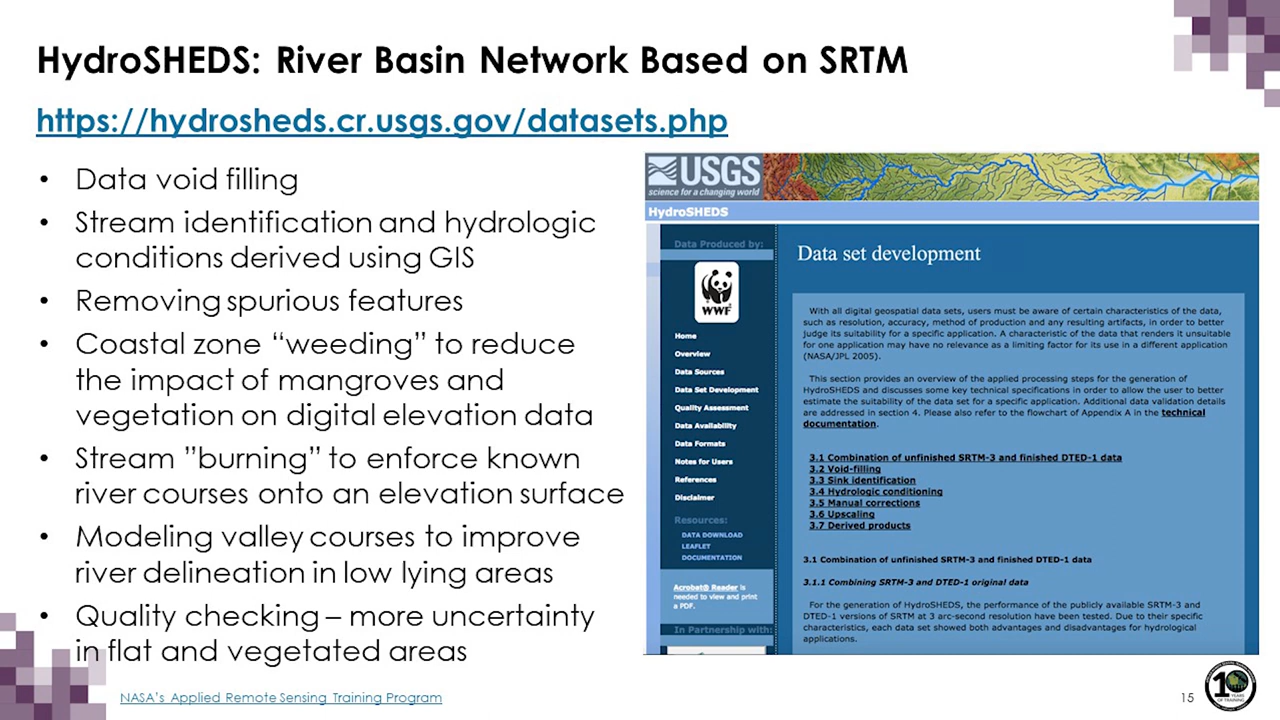 HydroSHEDS: River Basin Network Based on SRTM
https://hydrosheds.cr.usgs.gov/datasets.php
• Data void filling
• Stream identification and hydrologic
conditions derived using GIS
• Removing spurious features
• Coastal zone “weeding” to reduce
the impact of mangroves and
vegetation on digital elevation data
• Stream ”burning” to enforce known
river courses onto an elevation surface
• Modeling valley courses to improve
river delineation in low lying areas
• Quality checking – more uncertainty
in flat and vegetated areas
USGS
science for a changing world
HydroSHEDS
Data Produced by:
WWF
Home
Overview
Data Sources
Data Set Development
Quality Assessment
Data Availability
Data Formats
Notes for Users
References
Disclaimer
Resources:
DATA DOWNLOAD
LEAFLET
DOCUMENTATION
Acrobat® Reader is
needed to view and print
a PDF.
In Partnership with:
Data set development
With all digital geospatial data sets, users must be aware of certain characteristics of the data,
such as resolution, accuracy, method of production and any resulting artifacts, in order to better
judge its suitability for a specific application. A characteristic of the data that renders it unsuitable
for one application may have no relevance as a limiting factor for its use in a different application
(NASA/JPL 2005).
This section provides an overview of the applied processing steps for the generation of
HydroSHEDS and discusses some key technical specifications in order to allow the user to better
estimate the suitability of the data set for a specific application. Additional data validation details
are addressed in section 4. Please also refer to the flowchart of Appendix A in the technical
documentation.
3.1 Combination of unfinished SRTM-3 and finished DTED-1 data
3.2 Void-filling
3.3 Sink identification
3.4 Hydrologic conditioning
3.5 Manual corrections
3.6 Upscaling
3.7 Derived products
3.1 Combination of unfinished SRTM-3 and finished DTED-1 data
3.1.1 Combining SRTM-3 and DTED-1 original data
For the generation of HydroSHEDS, the performance of the publicly available SRTM-3 and
DTED-1 versions of SRTM at 3 arc-second resolution have been tested. Due to their specific
characteristics, each data set showed both advantages and disadvantages for hydrological
applications.
NASA's Applied Remote Sensing Training Program
15
10
YEARS
OF TRAINING